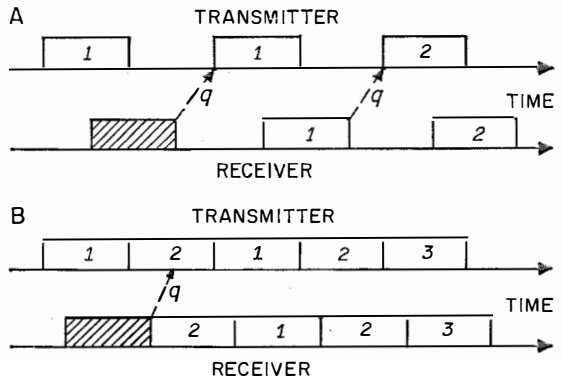 A TRANSMITTER
1 1 2
q q
TIME
1 2
RECEIVER
B TRANSMITTER
1 2 1 2 3
q
TIME
2 1 2 3
RECEIVER